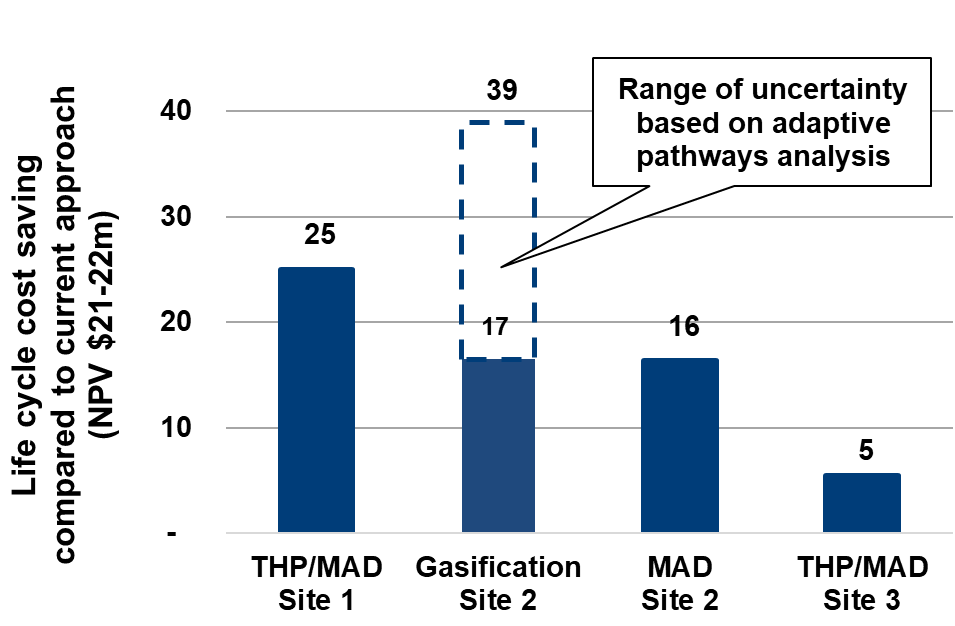 Life cycle cost saving
compared to current approach
(NPV $21-22m)
40
30
20
10
-
25
39
17
16
5
Range of uncertainty
based on adaptive
pathways analysis
THP/MAD
Site 1
Gasification
Site 2
MAD
Site 2
THP/MAD
Site 3